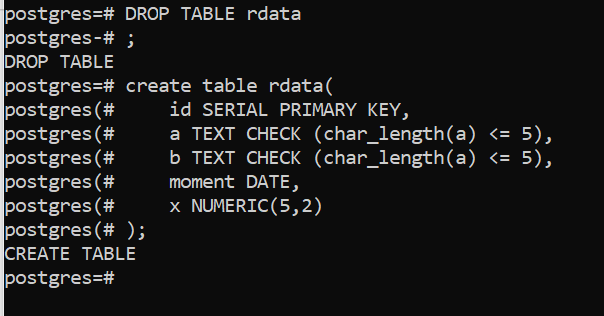 postgres=# DROP TABLE rdata
postgres-# ;
DROP TABLE
postgres=# create table rdata(
postgres(#     id SERIAL PRIMARY KEY,
postgres(#     a TEXT CHECK (char_length(a) <= 5),
postgres(#     b TEXT CHECK (char_length(a) <= 5),
postgres(#     moment DATE,
postgres(#     x NUMERIC(5,2)
postgres(# );
CREATE TABLE
postgres=#